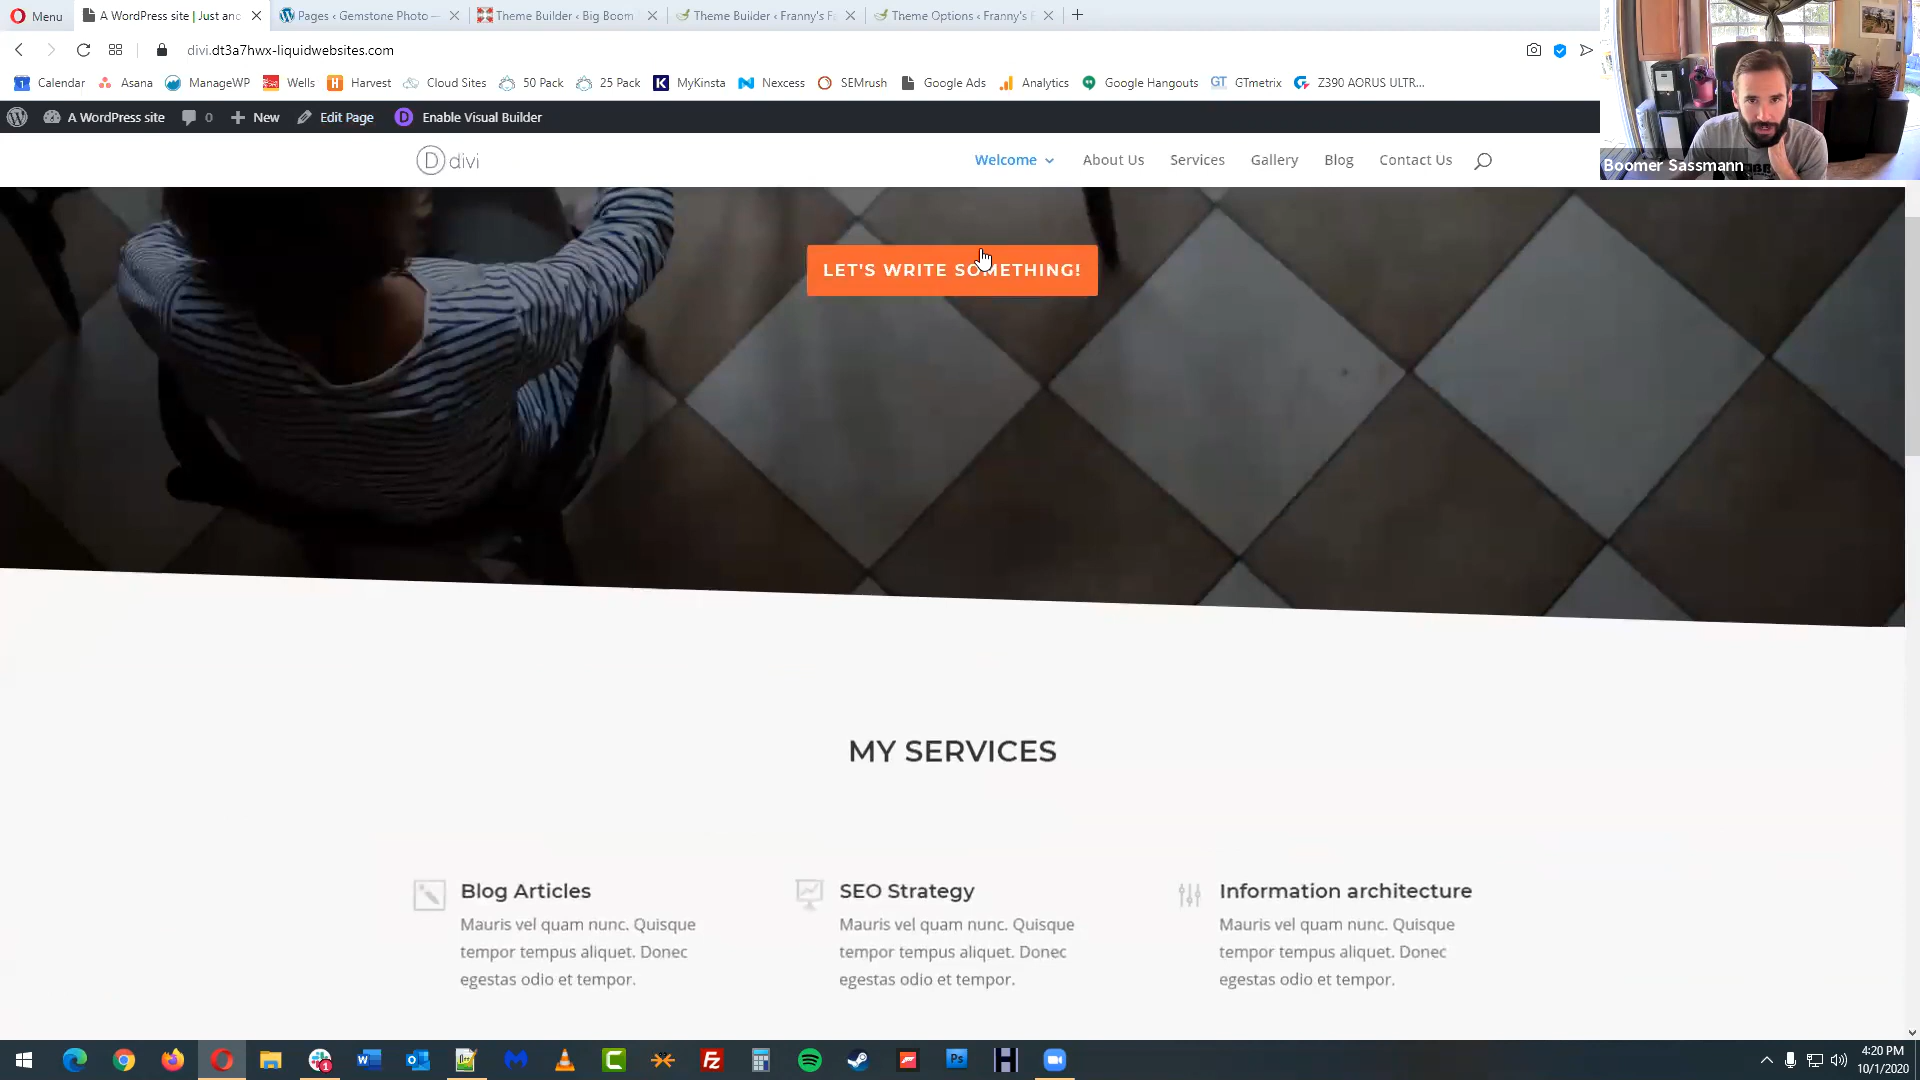 Menu
A WordPress site | Just anc
Pages ‹ Gemstone Photo —
Theme Builder ‹ Big Boom
Theme Builder ‹ Franny's F
Theme Options ‹ Franny's F
divi.dt3a7hwx-liquidwebsites.com
Calendar
Asana
ManageWP
Wells
Harvest
Cloud Sites
50 Pack
25 Pack
MyKinsta
Nexcess
SEMrush
Google Ads
Analytics
Google Hangouts
GT
GTmetrix
Z390 AORUS ULTR...
A WordPress site
0
New
Edit Page
D
Enable Visual Builder
D divi
Welcome
About Us
Services
Gallery
Blog
Contact Us
Boomer Sassmann
LET'S WRITE SOMETHING!
MY SERVICES
Blog Articles
Mauris vel quam nunc. Quisque
tempor tempus aliquet. Donec
egestas odio et tempor.
SEO Strategy
Mauris vel quam nunc. Quisque
tempor tempus aliquet. Donec
egestas odio et tempor.
Information architecture
Mauris vel quam nunc. Quisque
tempor tempus aliquet. Donec
egestas odio et tempor.
4:20 PM
10/1/2020